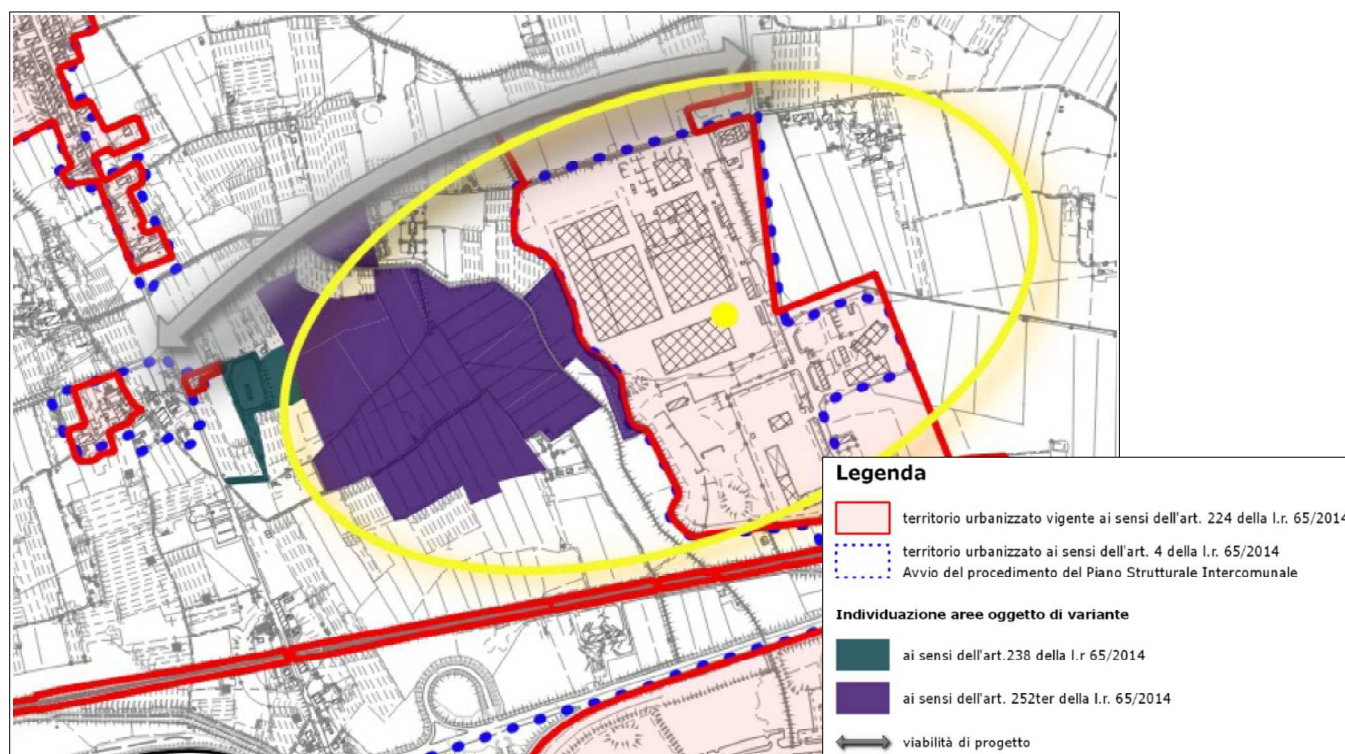 Legenda
territorio urbanizzato vigente ai sensi dell'art. 224 della l.r. 65/2014
territorio urbanizzato ai sensi dell'art. 4 della l.r. 65/2014
Avvio del procedimento del Piano Strutturale Intercomunale
Individuazione aree oggetto di variante
ai sensi dell'art.238 della l.r 65/2014
ai sensi dell'art. 252ter della l.r. 65/2014
viabilità di progetto